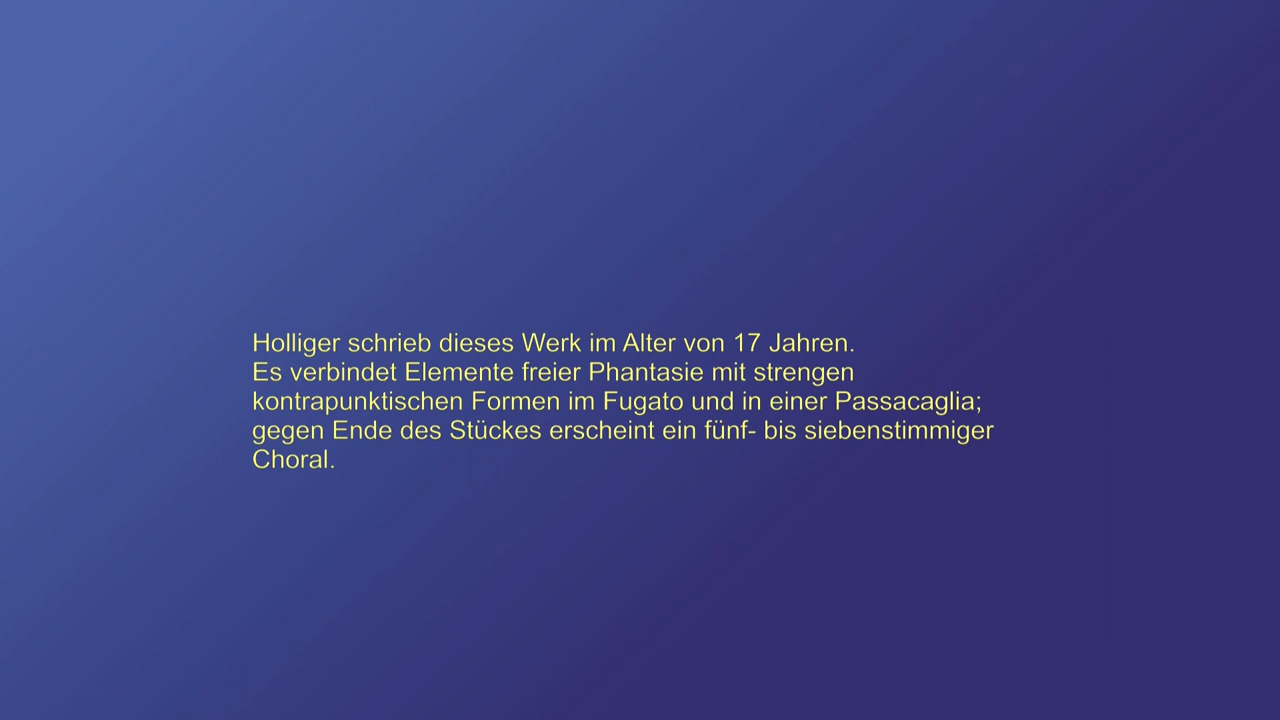 Holliger schrieb dieses Werk im Alter von 17 Jahren.
Es verbindet Elemente freier Phantasie mit strengen
kontrapunktischen Formen im Fugato und in einer Passacaglia;
gegen Ende des Stückes erscheint ein fünf- bis siebenstimmiger
Choral.